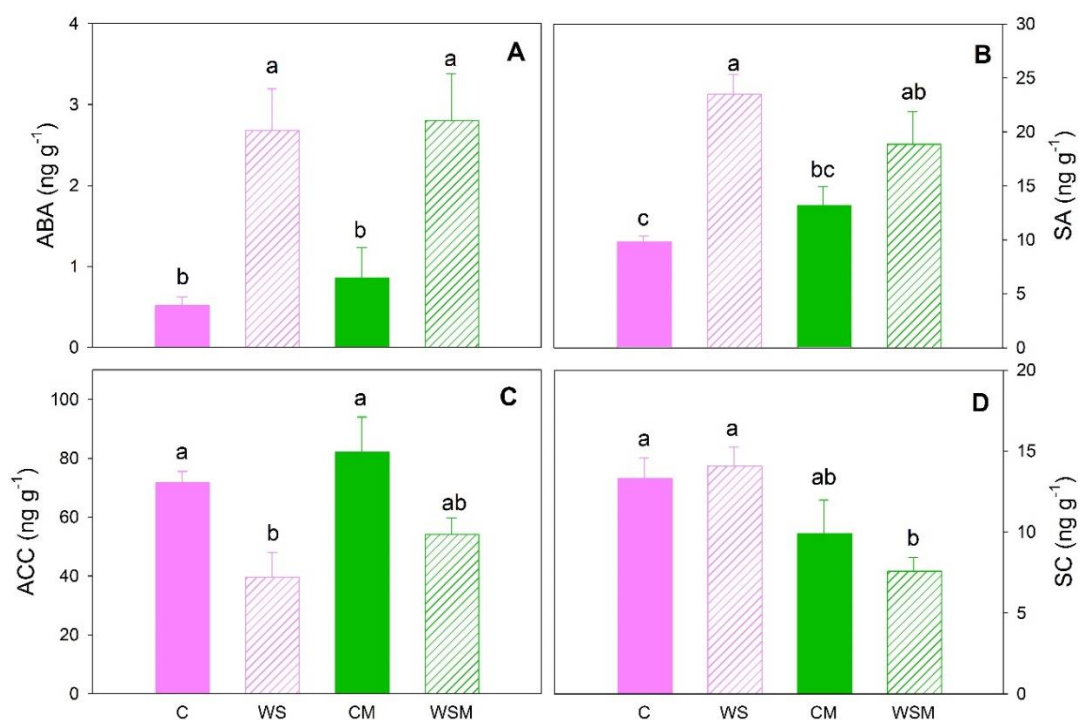 4
3
2
1
0
ABA (ng g⁻¹)
A
b
a
b
a
30
25
20
15
10
5
0
SA (ng g⁻¹)
B
c
a
bc
ab
100
80
60
40
20
0
ACC (ng g⁻¹)
C
a
b
a
ab
C WS CM WSM
20
15
10
5
0
SC (ng g⁻¹)
D
a
a
ab
b
C WS CM WSM